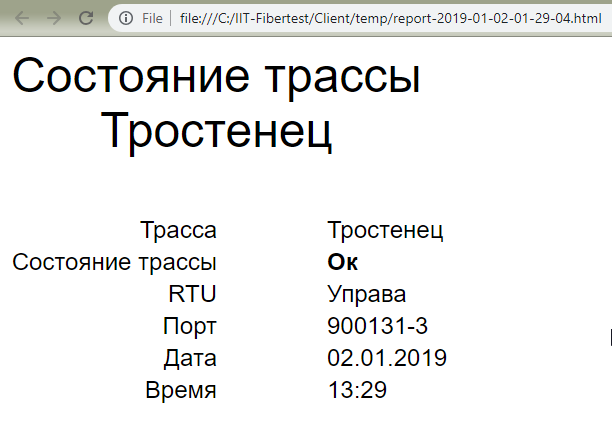 File file:///C:/IIT-Fibertest/Client/temp/report-2019-01-02-01-29-04.html
Состояние трассы
Тростенец
Трасса Тростенец
Состояние трассы Ок
RTU Управа
Порт 900131-3
Дата 02.01.2019
Время 13:29